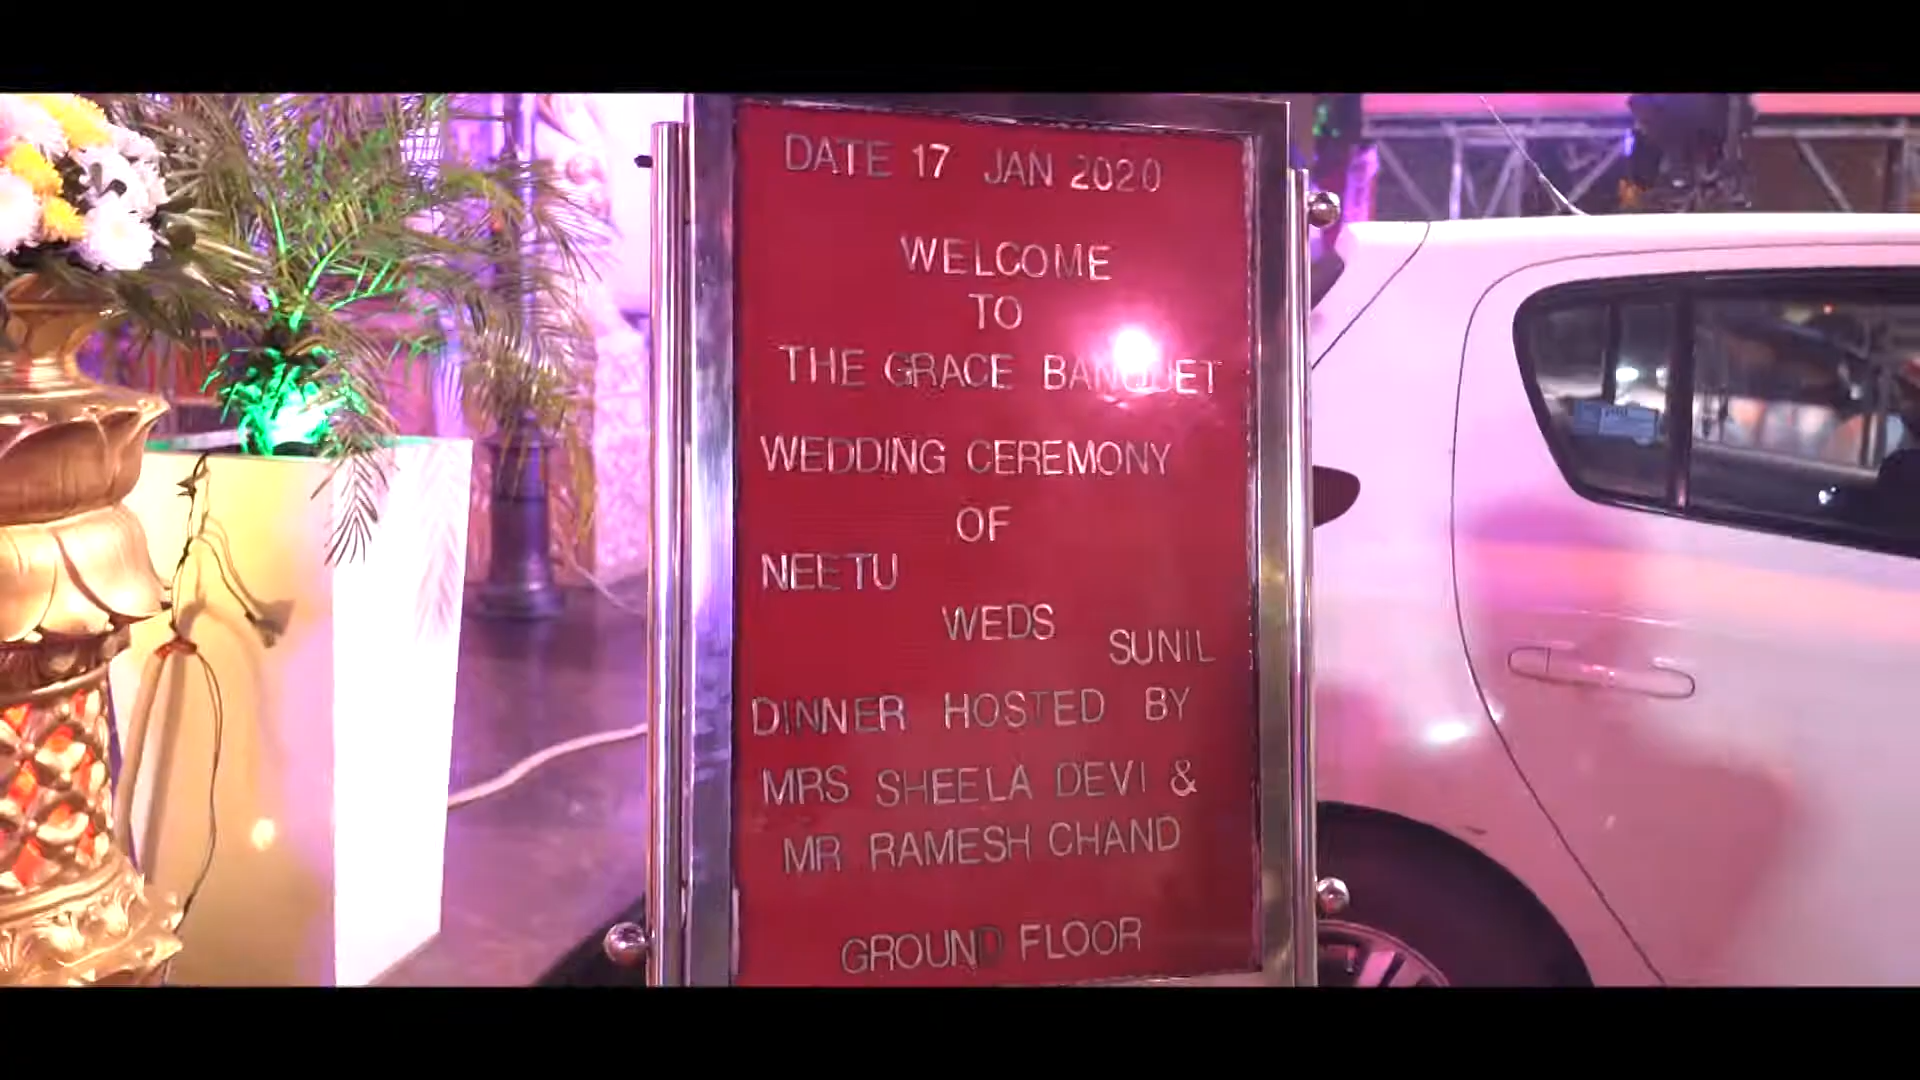 DATE 17 JAN 2020
WELCOME
TO
THE GRACE BANQUET
WEDDING CEREMONY
OF
NEETU
WEDS
SUNIL
DINNER HOSTED BY
MRS SHEELA DEVI &
MR RAMESH CHAND
GROUND FLOOR